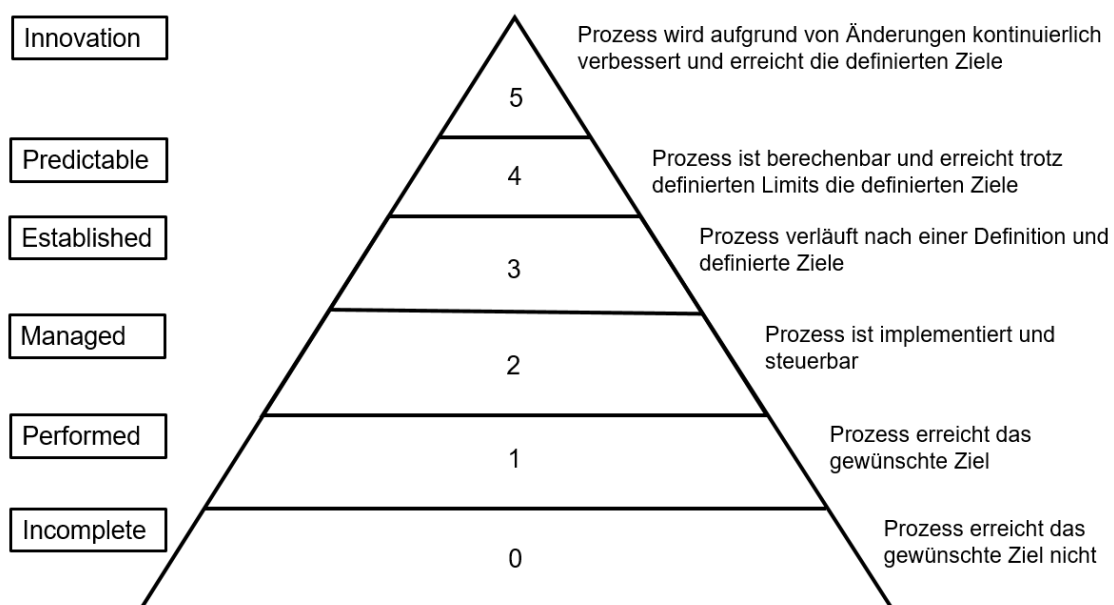 Innovation
Prozess wird aufgrund von Änderungen kontinuierlich
verbessert und erreicht die definierten Ziele
5
Predictable
Prozess ist berechenbar und erreicht trotz
definierten Limits die definierten Ziele
4
Established
Prozess verläuft nach einer Definition und
definierte Ziele
3
Managed
Prozess ist implementiert und
steuerbar
2
Performed
Prozess erreicht das
gewünschte Ziel
1
Incomplete
Prozess erreicht das
gewünschte Ziel nicht
0